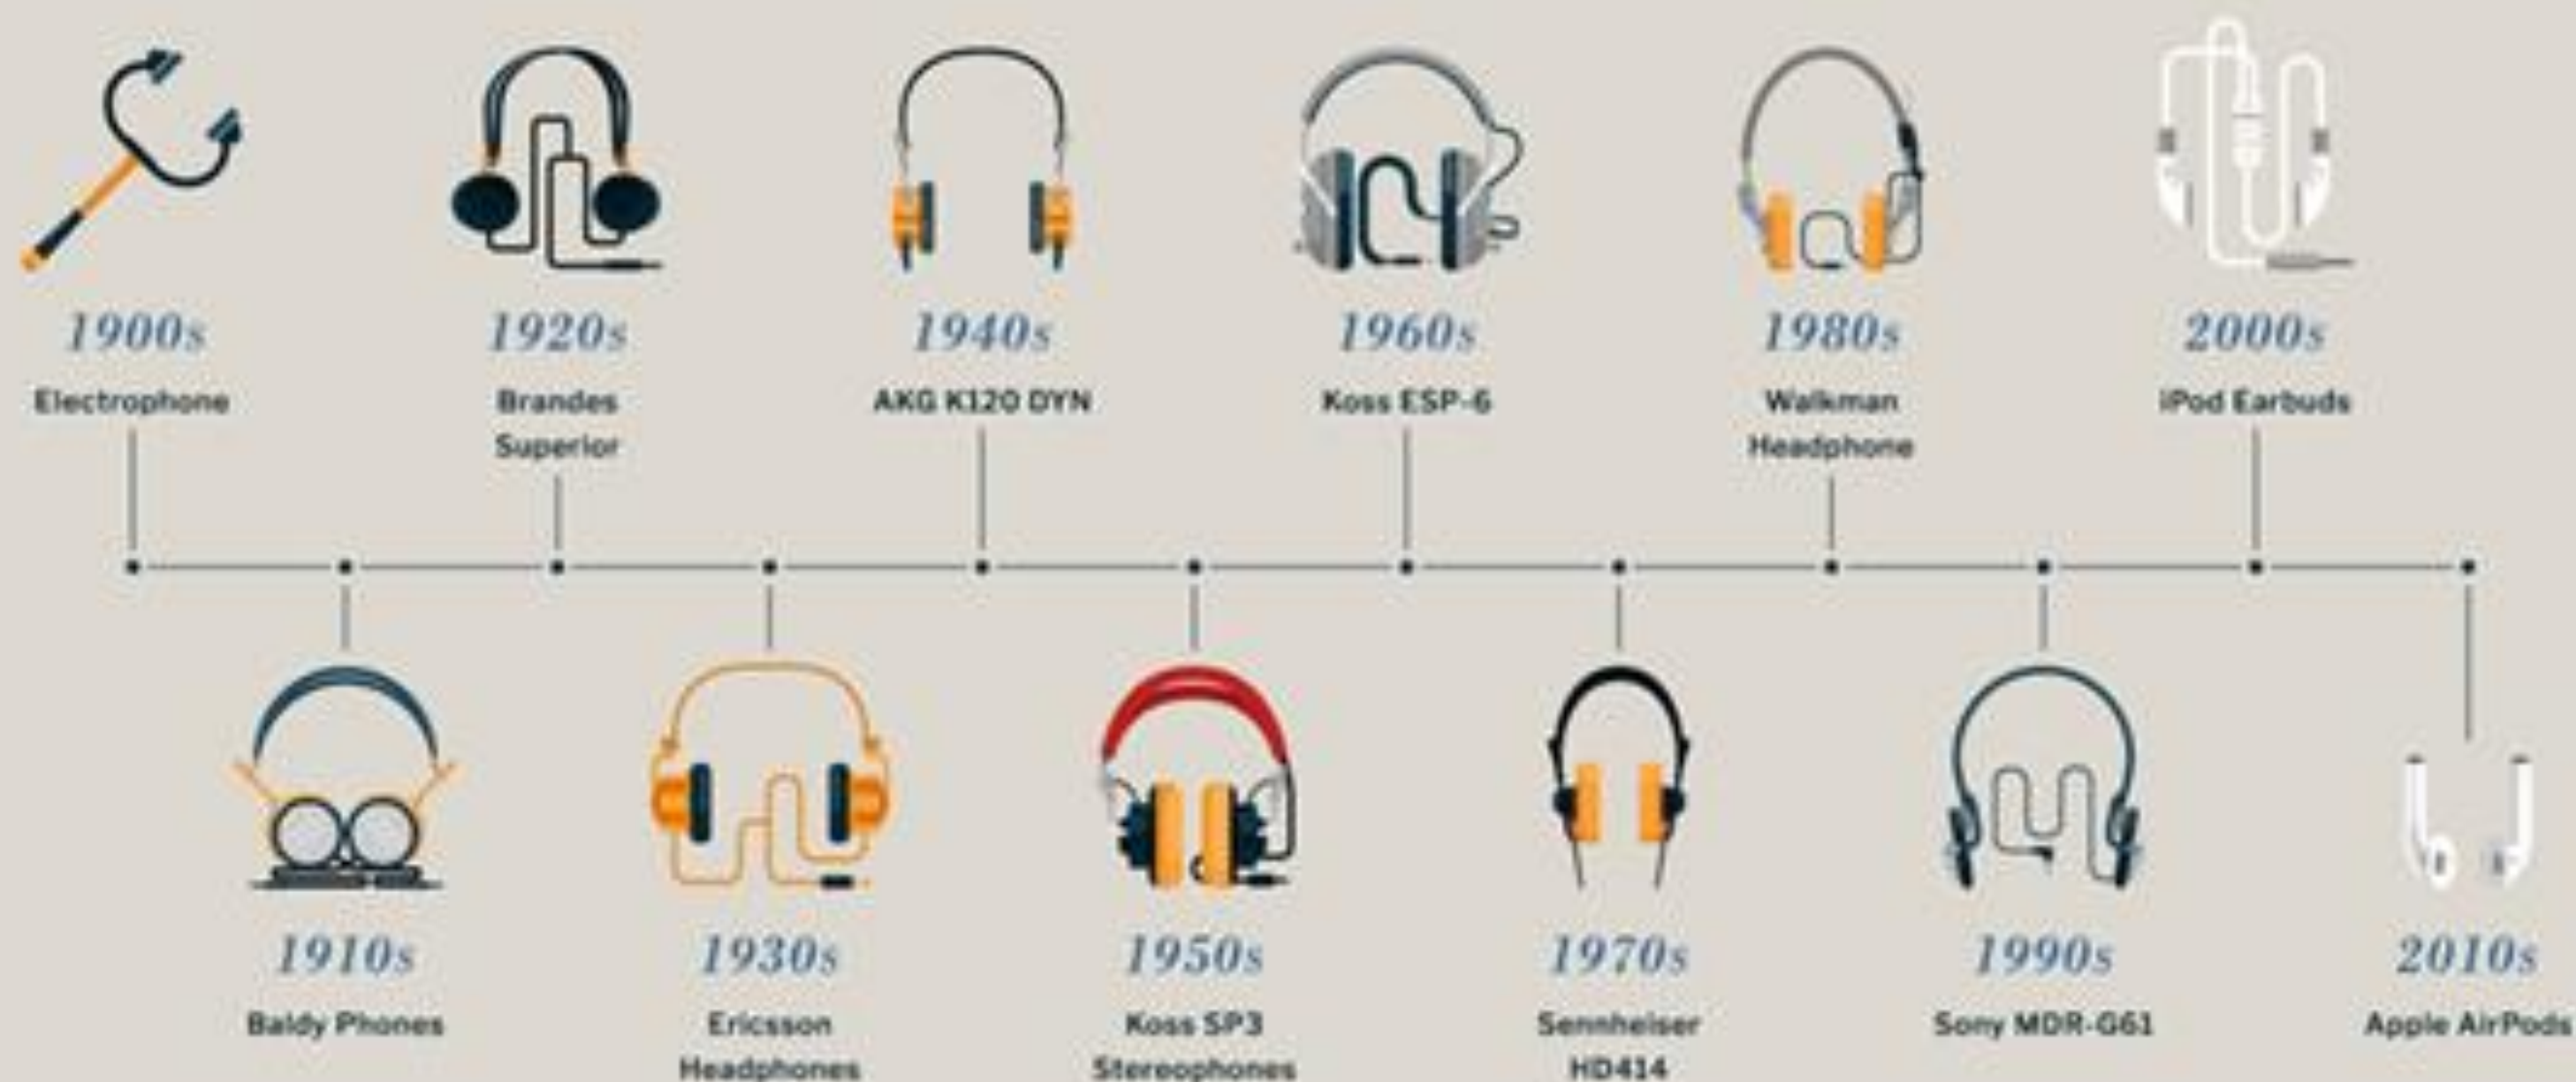 1900s
Electrophone
1920s
Brandes
Superior
1940s
AKG K120 DYN
1960s
Koss ESP-6
1980s
Walkman
Headphone
2000s
iPod Earbuds
1910s
Baldy Phones
1930s
Ericsson
Headphones
1950s
Koss SP3
Stereophones
1970s
Sennheiser
HD414
1990s
Sony MDR-G61
2010s
Apple AirPods